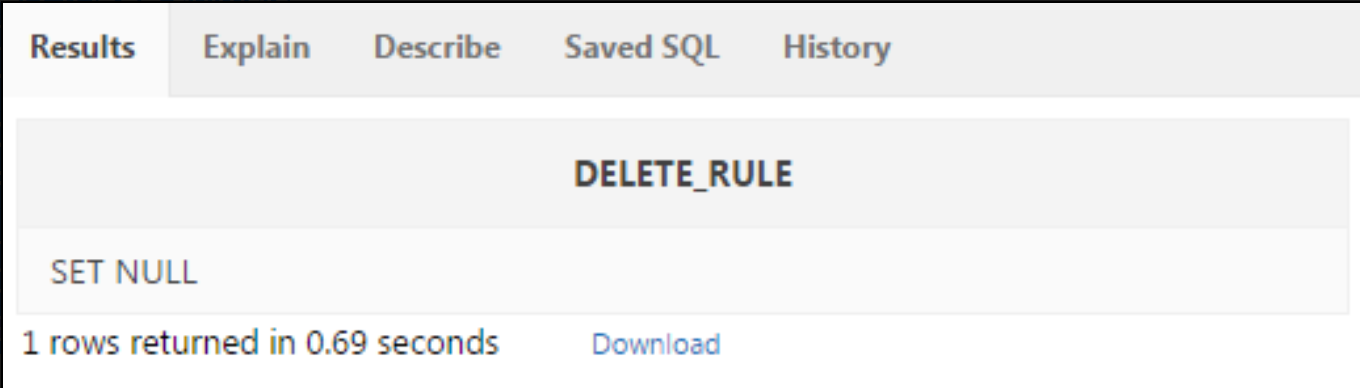 Results Explain Describe Saved SQL History
DELETE_RULE
SET NULL
1 rows returned in 0.69 seconds Download